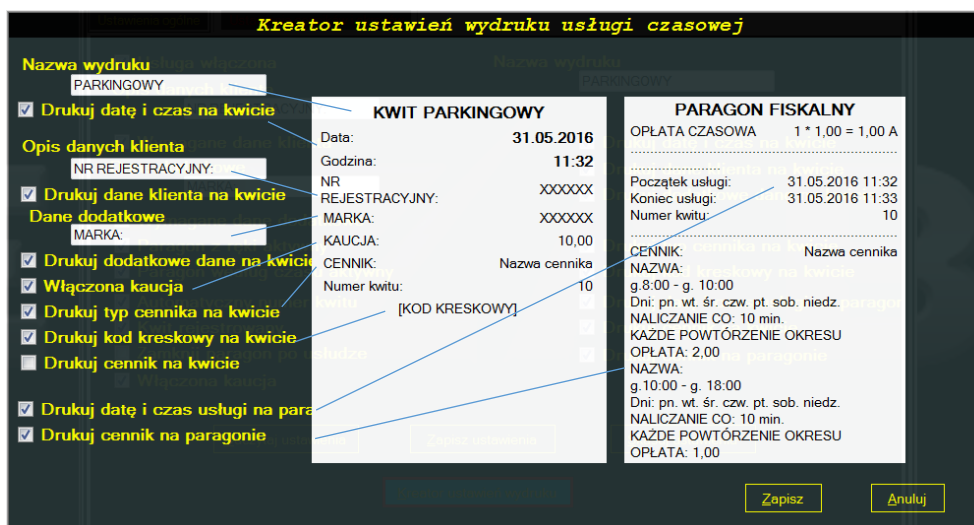 Kreator ustawień wydruku usługi czasowej
Nazwa wydruku
PARKINGOWY
Drukuj datę i czas na kwicie
Opis danych klienta
NR REJESTRACYJNY:
Drukuj dane klienta na kwicie
Dane dodatkowe
MARKA:
Drukuj dodatkowe dane na kwicie
Włączona kaucja
Drukuj typ cennika na kwicie
Drukuj kod kreskowy na kwicie
Drukuj cennik na kwicie
Drukuj datę i czas usługi na para
Drukuj cennik na paragonie
KWIT PARKINGOWY
Data: 31.05.2016
Godzina: 11:32
NR
REJESTRACYJNY: XXXXXX
MARKA: XXXXXX
KAUCJA: 10,00
CENNIK: Nazwa cennika
Numer kwitu: 10
[KOD KRESKOWY]
PARAGON FISKALNY
OPŁATA CZASOWA 1 * 1,00 = 1,00 A
Początek usługi: 31.05.2016 11:32
Koniec usługi: 31.05.2016 11:33
Numer kwitu: 10
CENNIK: Nazwa cennika
NAZWA:
g.8:00 - g. 10:00
Dni: pn. wt. śr. czw. pt. sob. niedz.
NALICZANIE CO: 10 min.
KAŻDE POWTÓRZENIE OKRESU
OPŁATA: 2,00
NAZWA:
g.10:00 - g. 18:00
Dni: pn. wt. śr. czw. pt. sob. niedz.
NALICZANIE CO: 10 min.
KAŻDE POWTÓRZENIE OKRESU
OPŁATA: 1,00
Zapisz
Anuluj